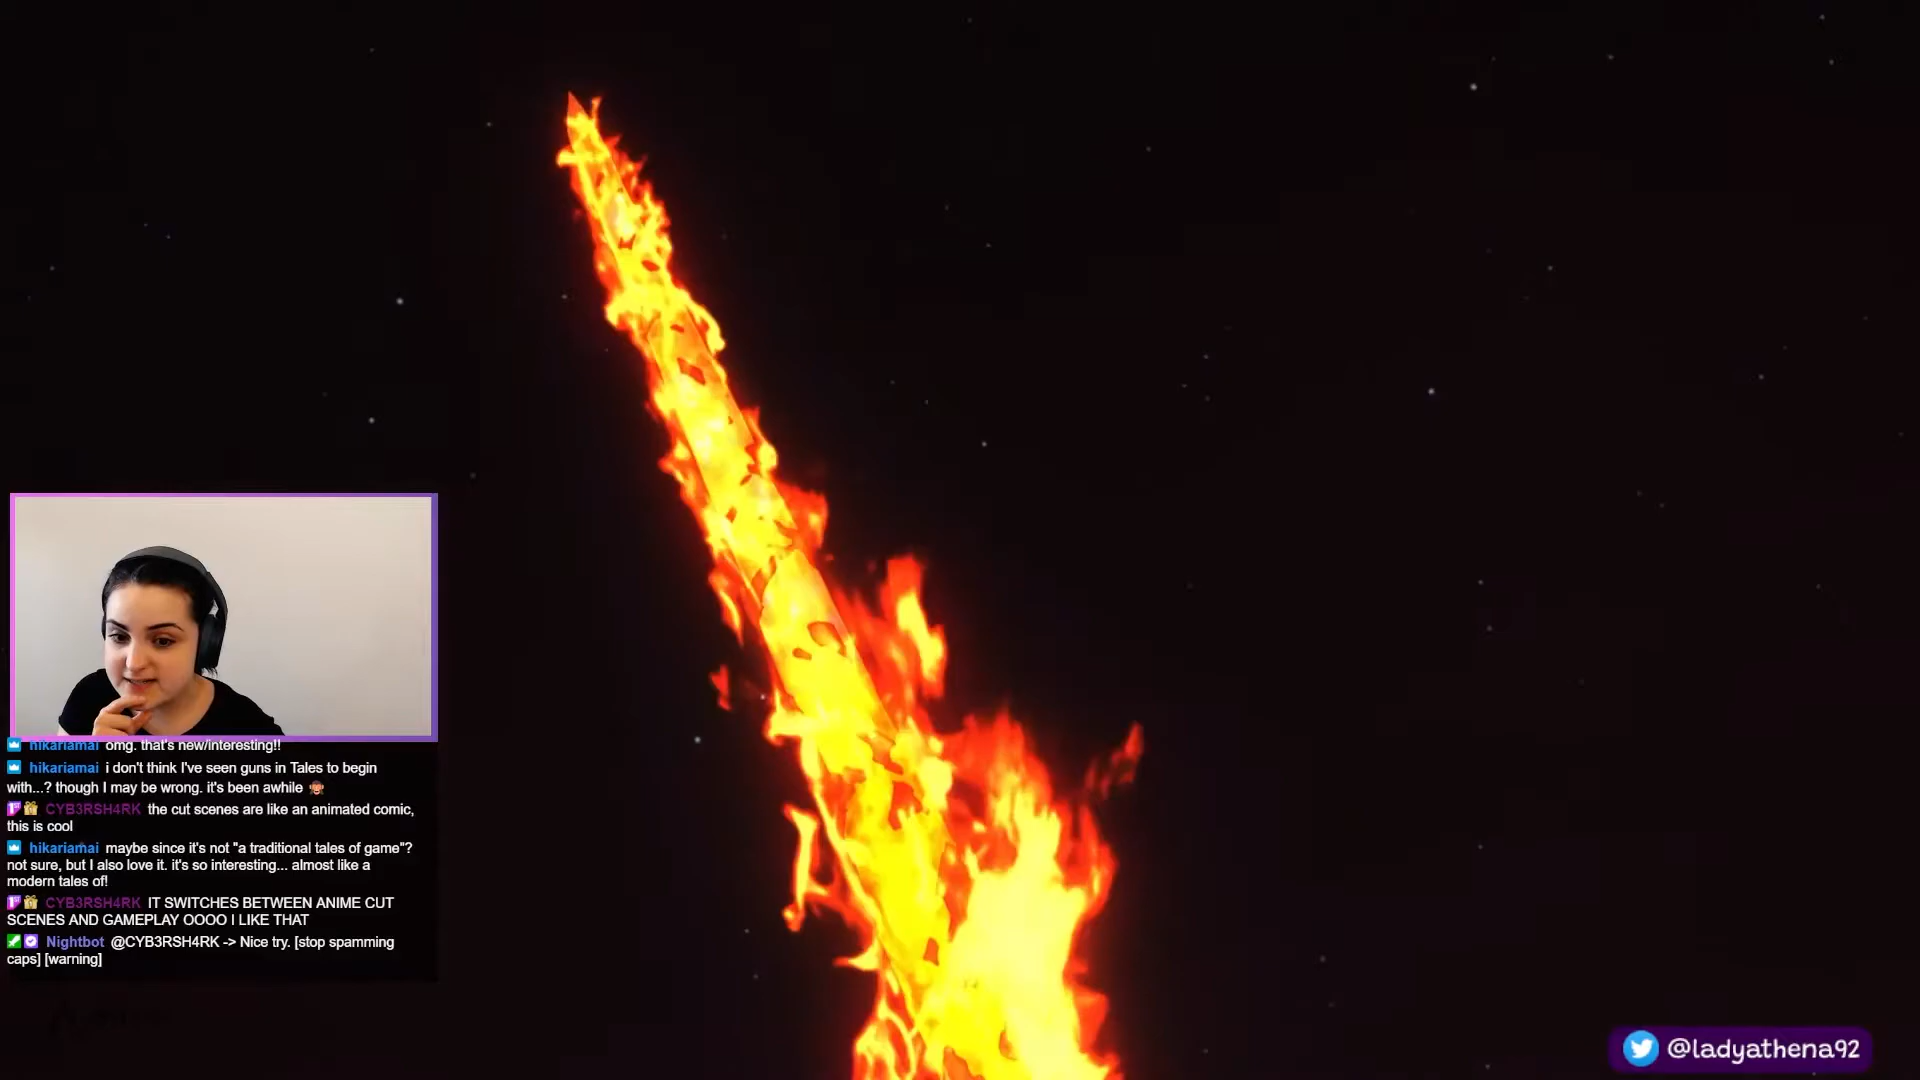 hikariamai omg. that's new/interesting!!
hikariamai i don't think I've seen guns in Tales to begin
with...? though I may be wrong. it's been awhile
CYB3RSH4RK the cut scenes are like an animated comic,
this is cool
hikariamai maybe since it's not "a traditional tales of game"?
not sure, but I also love it. it's so interesting... almost like a
modern tales of!
CYB3RSH4RK IT SWITCHES BETWEEN ANIME CUT
SCENES AND GAMEPLAY OOOO I LIKE THAT
Nightbot @CYB3RSH4RK -> Nice try. [stop spamming
caps] [warning]
@ladyathena92